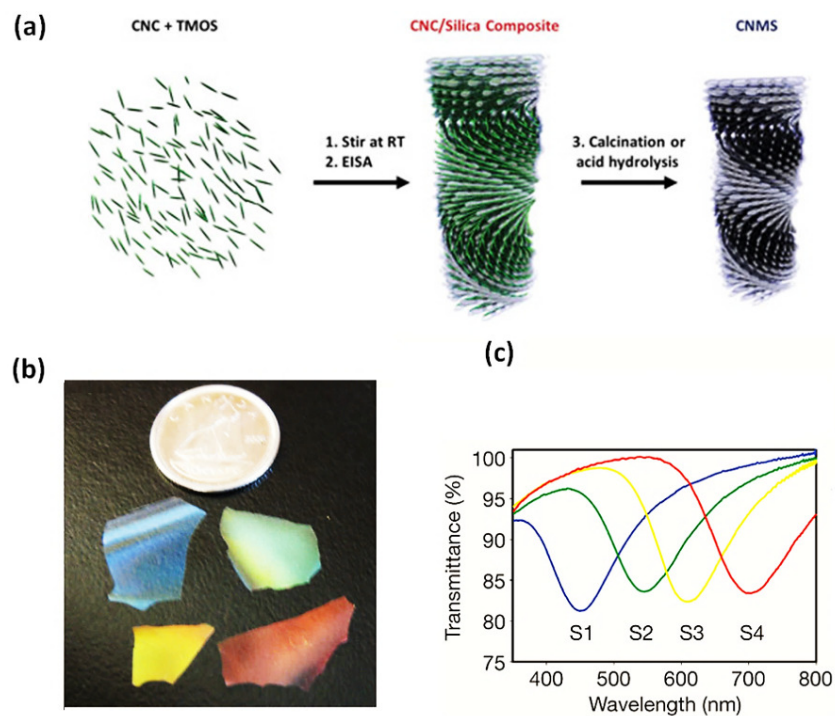 (a)
CNC + TMOS
CNC/Silica Composite
CNMS
1. Stir at RT
2. EISA
3. Calcination or
acid hydrolysis
(b)
(c)
100
95
90
85
80
75
Transmittance (%)
S1 S2 S3 S4
400 500 600 700 800
Wavelength (nm)